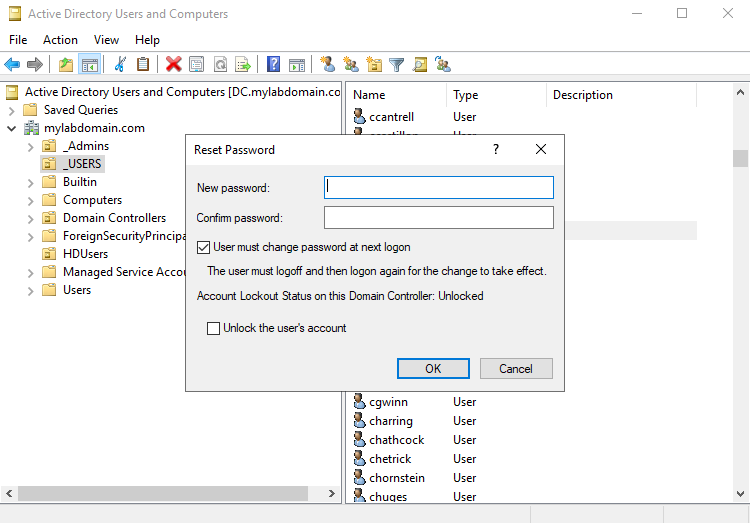 Active Directory Users and Computers
File Action View Help
Active Directory Users and Computers [DC.mylabdomain.co
Saved Queries
mylabdomain.com
_Admins
_USERS
Builtin
Computers
Domain Controllers
ForeignSecurityPrincipa
HDUsers
Managed Service Accou
Users
Name Type Description
ccantrell User
User
Reset Password
?
New password:
Confirm password:
User must change password at next logon
The user must logoff and then logon again for the change to take effect.
Account Lockout Status on this Domain Controller: Unlocked
Unlock the user's account
OK Cancel
cgwinn User
charring User
chathcock User
chetrick User
chornstein User
chuges User